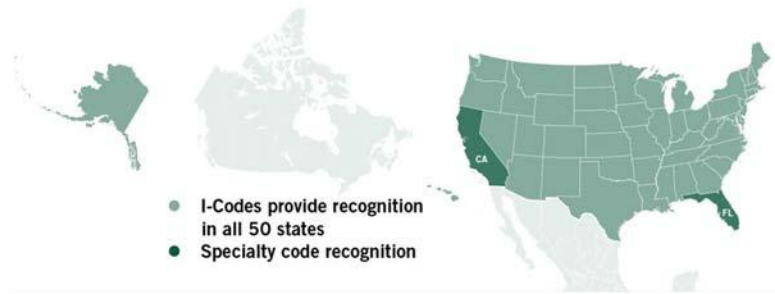 CA
FL
I-Codes provide recognition
in all 50 states
Specialty code recognition